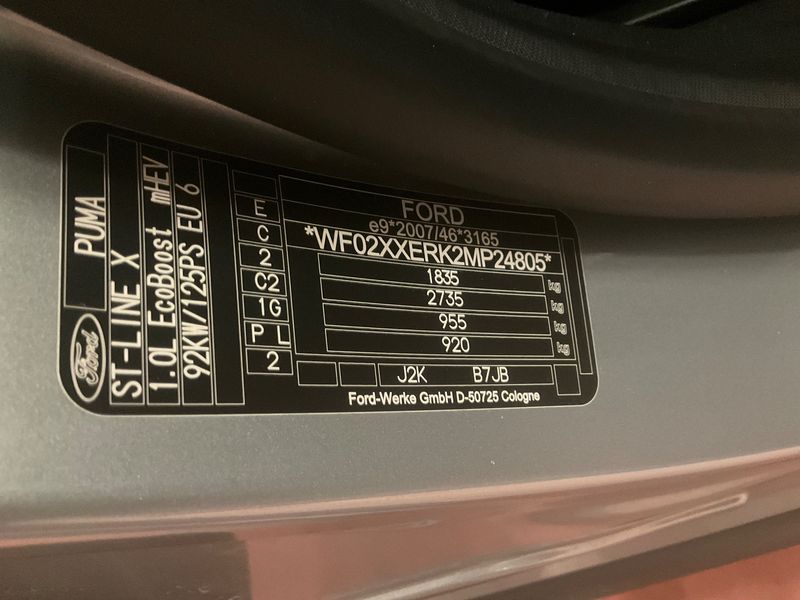 Ford
PUMA
ST-LINE X
1.0L EcoBoost mHEV
92KW/125PS EU 6
E
C
2
C2
1G
P L
2
FORD
e9*2007/46*3165
*WF02XXERK2MP24805*
1835 kg
2735 kg
955 kg
920 kg
J2K B7JB
Ford-Werke GmbH D-50725 Cologne